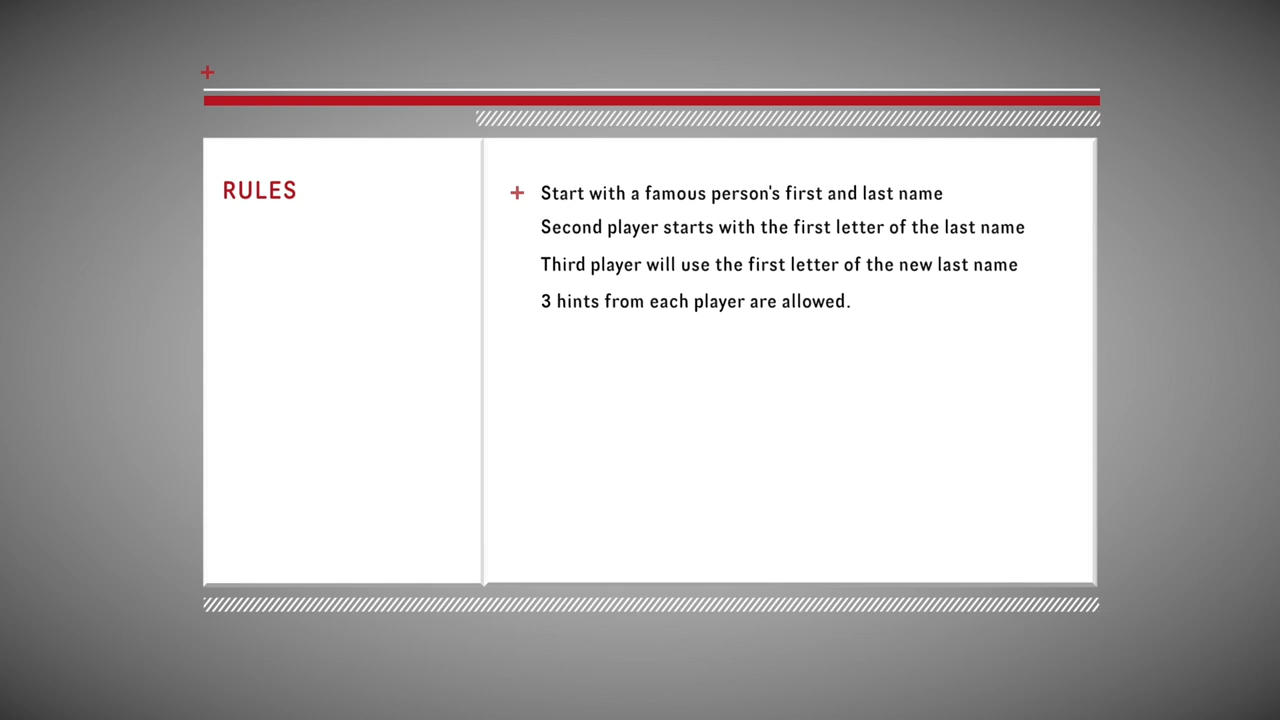 RULES
+ Start with a famous person's first and last name
Second player starts with the first letter of the last name
Third player will use the first letter of the new last name
3 hints from each player are allowed.